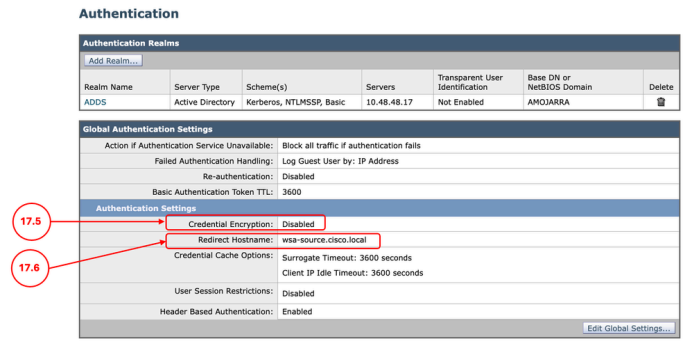 Authentication
Authentication Realms
Add Realm...
Realm Name Server Type Scheme(s) Servers Transparent User Identification Base DN or NetBIOS Domain Delete
ADDS Active Directory Kerberos, NTLMSSP, Basic 10.48.48.17 Not Enabled AMOJARRA
Global Authentication Settings
Action if Authentication Service Unavailable: Block all traffic if authentication fails
Failed Authentication Handling: Log Guest User by: IP Address
Re-authentication: Disabled
Basic Authentication Token TTL: 3600
Authentication Settings
17.5 Credential Encryption: Disabled
Redirect Hostname: wsa-source.cisco.local
17.6 Credential Cache Options: Surrogate Timeout: 3600 seconds
Client IP Idle Timeout: 3600 seconds
User Session Restrictions: Disabled
Header Based Authentication: Enabled
Edit Global Settings...